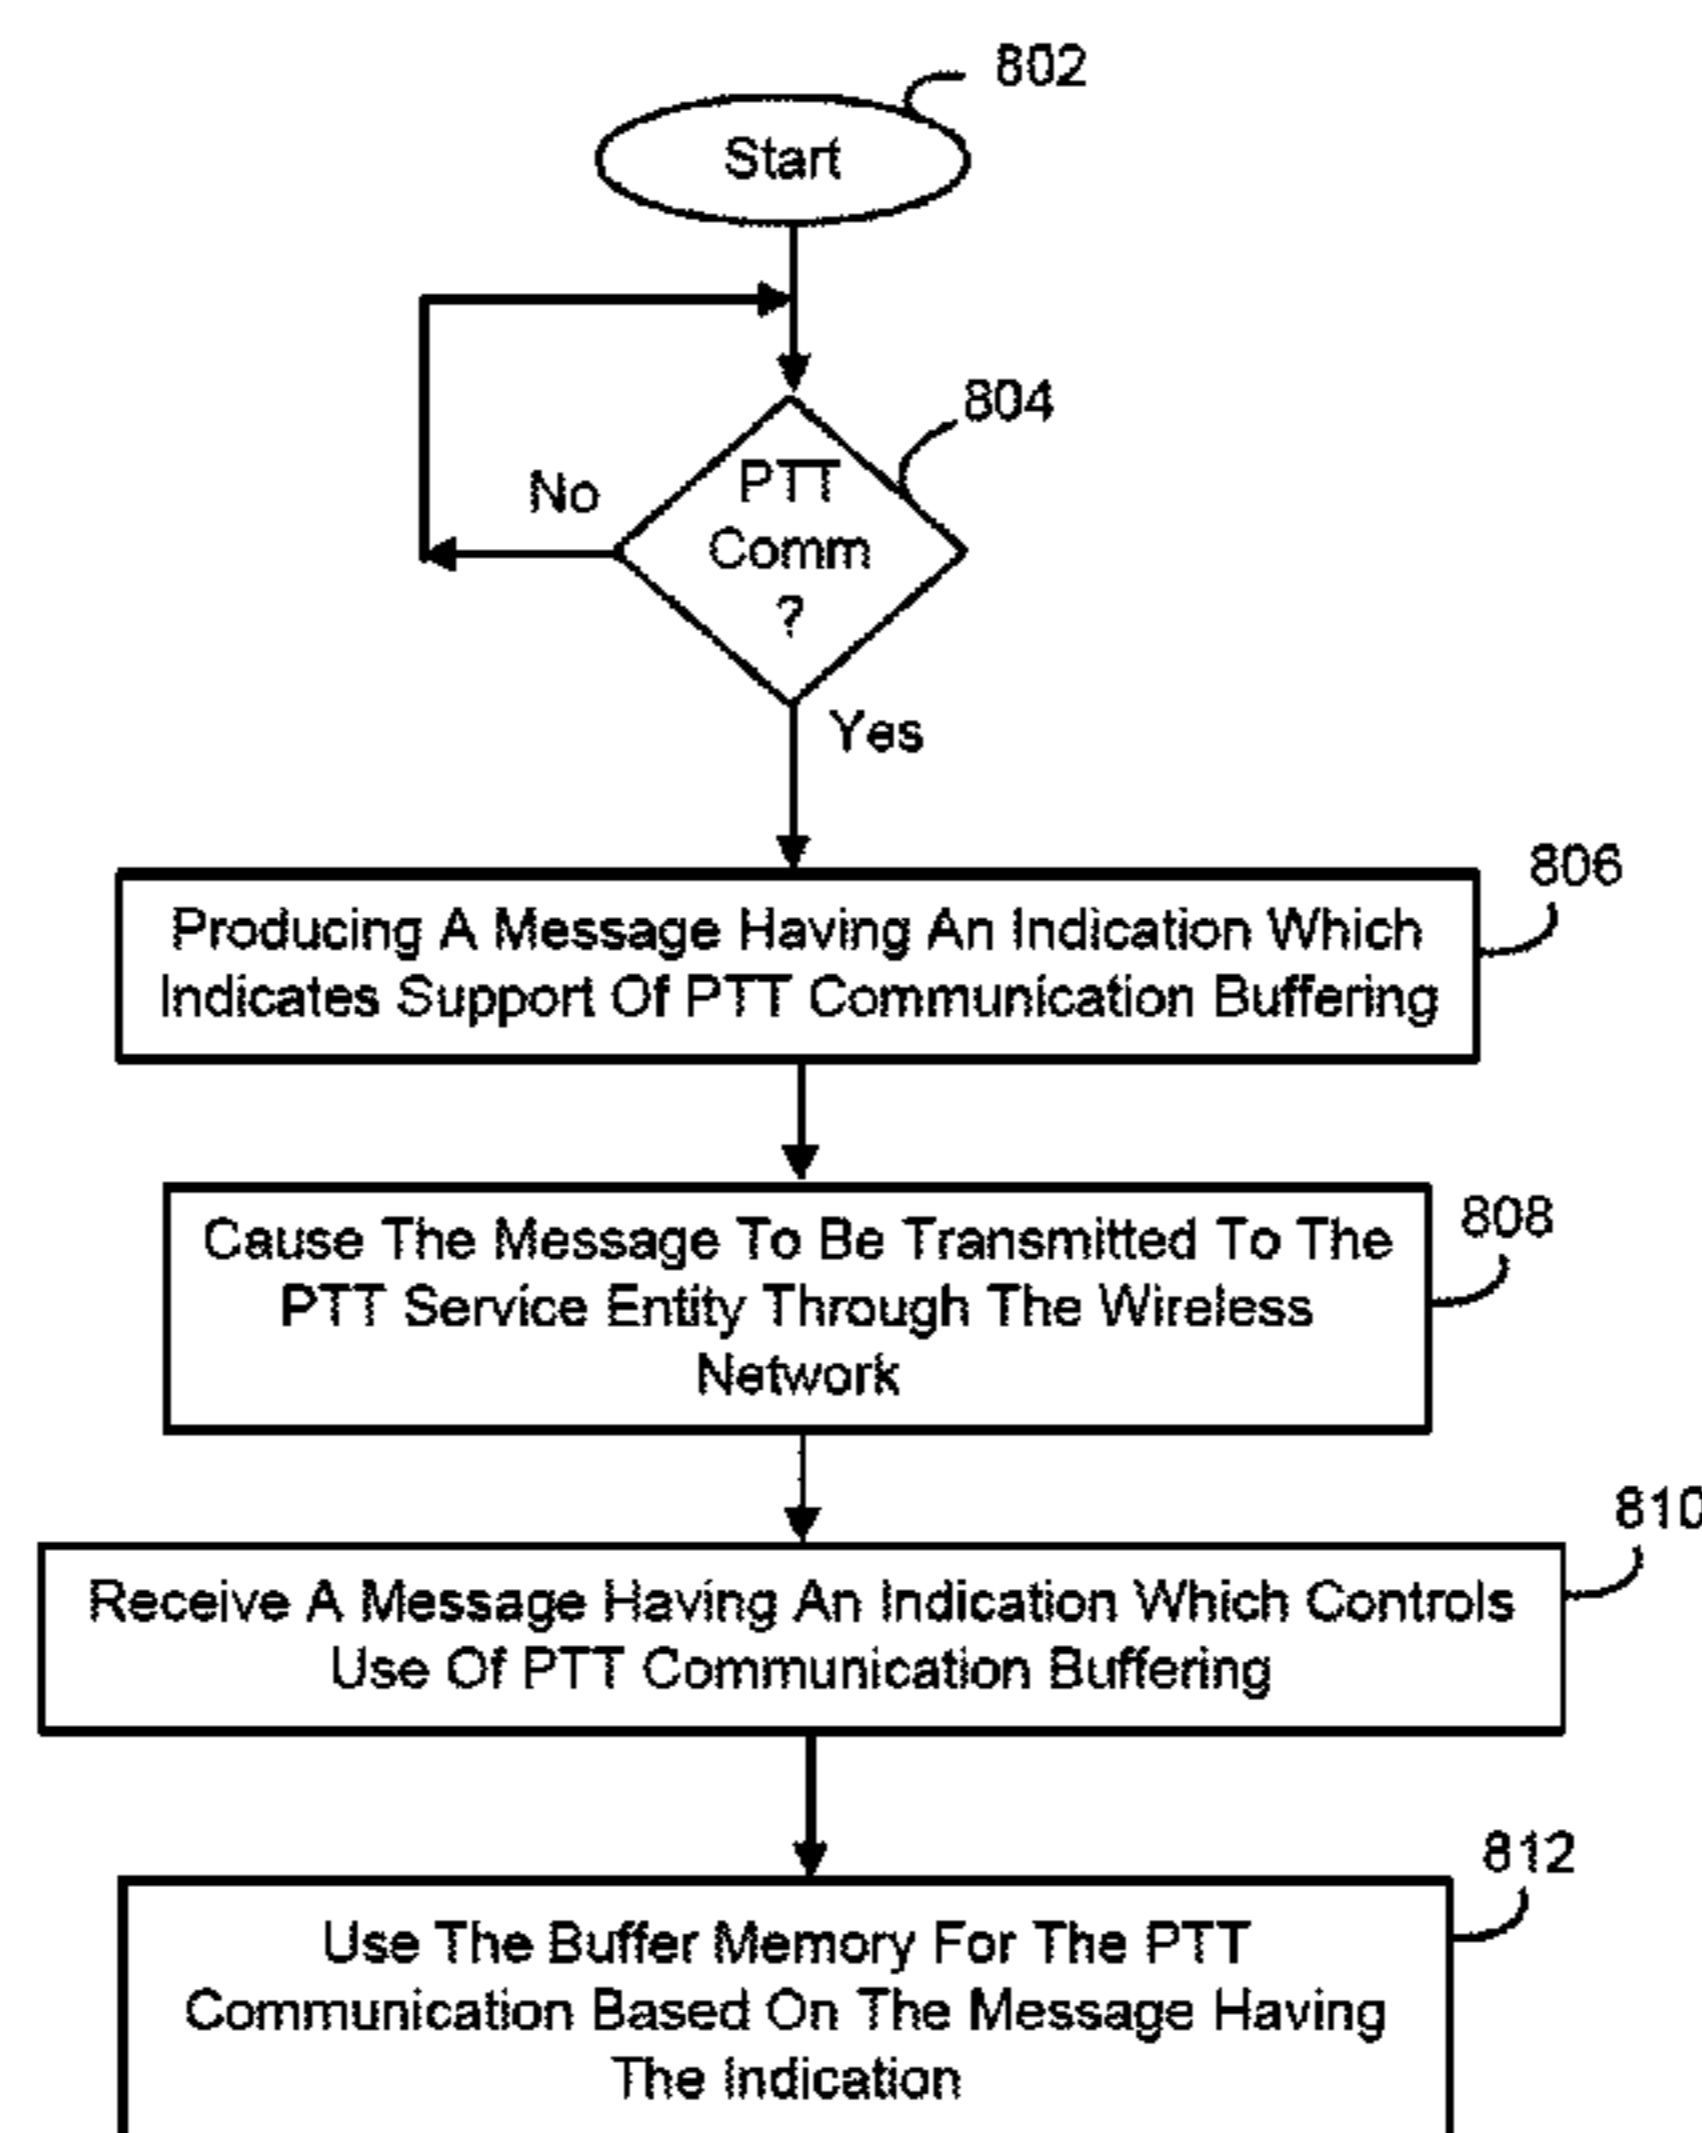 802
Start
804
PTT
Comm
?
No
Yes
806
Producing A Message Having An Indication Which
Indicates Support Of PTT Communication Buffering
808
Cause The Message To Be Transmitted To The
PTT Service Entity Through The Wireless
Network
810
Receive A Message Having An Indication Which Controls
Use Of PTT Communication Buffering
812
Use The Buffer Memory For The PTT
Communication Based On The Message Having
The Indication